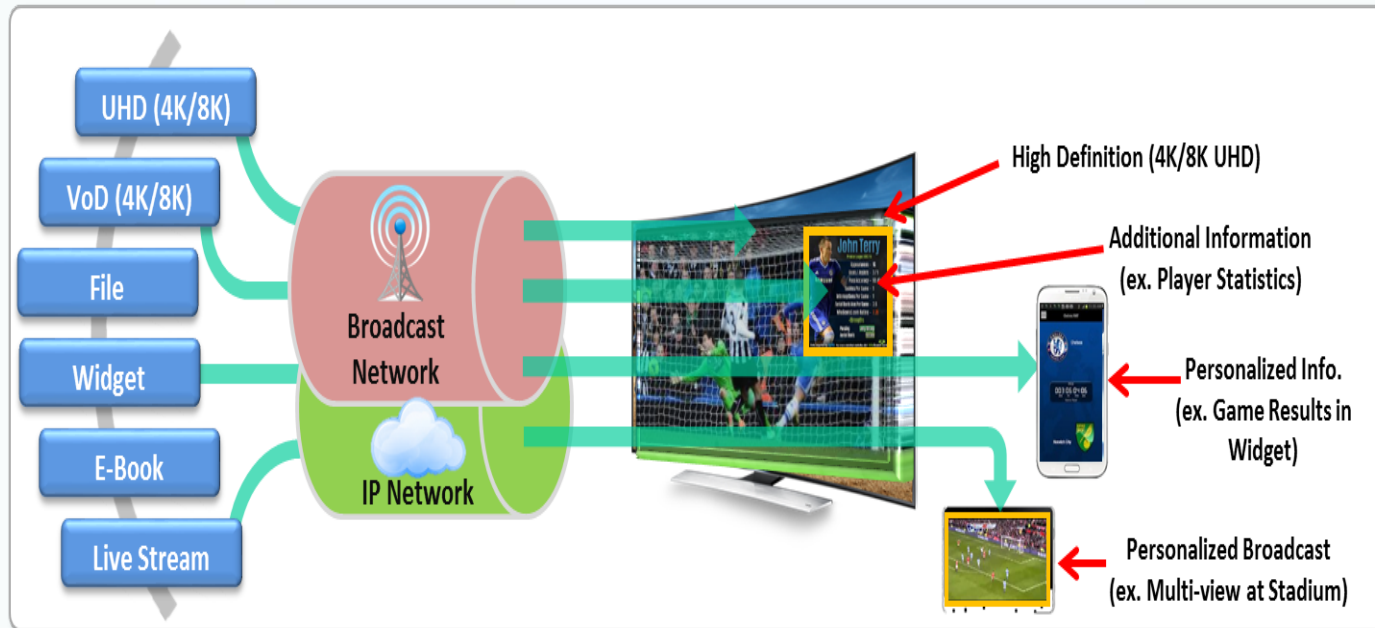 UHD (4K/8K)
VoD (4K/8K)
File
Widget
E-Book
Live Stream
Broadcast
Network
IP Network
John Terry
High Definition (4K/8K UHD)
Additional Information
(ex. Player Statistics)
Personalized Info.
(ex. Game Results in
Widget)
Personalized Broadcast
(ex. Multi-view at Stadium)